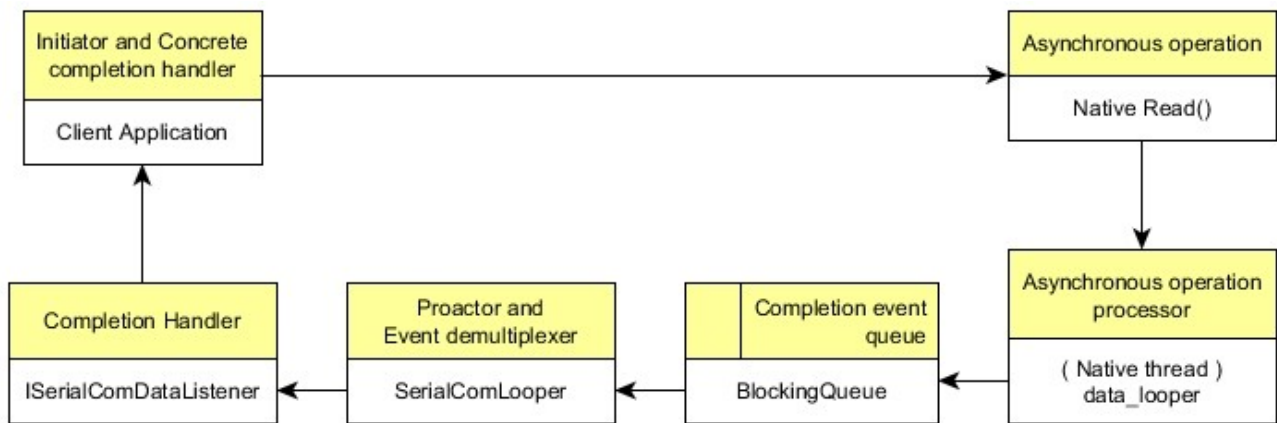 Initiator and Concrete
completion handler
Client Application
Asynchronous operation
Native Read()
Completion Handler
ISerialComDataListener
Proactor and
Event demultiplexer
SerialComLooper
Completion event
queue
BlockingQueue
Asynchronous operation
processor
( Native thread )
data_looper